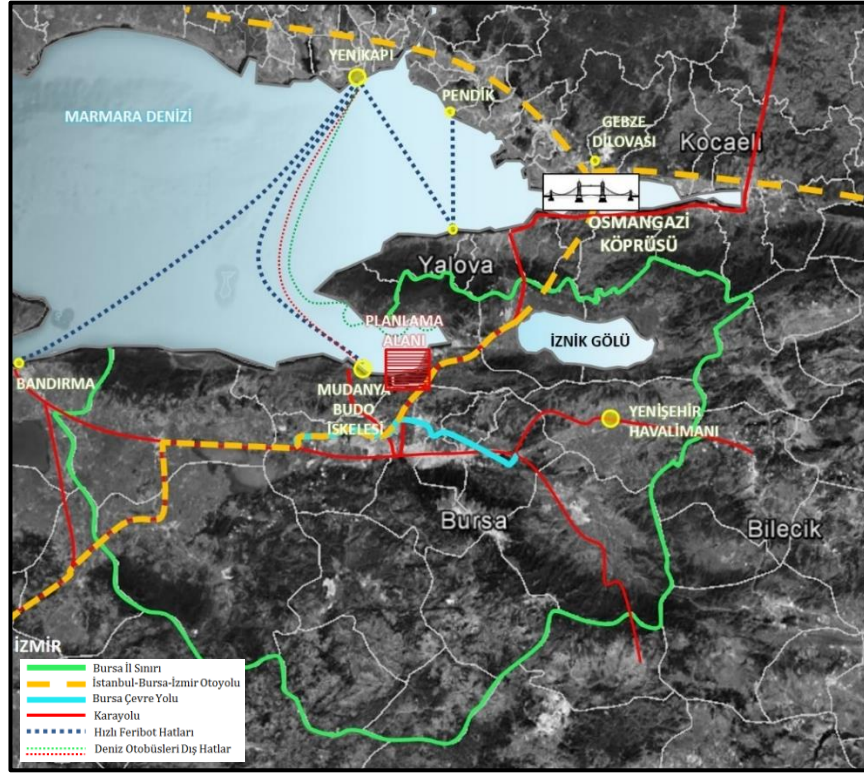 YENİKAPI
PENDİK
MARMARA DENİZİ
GEBZE
DİLOVASI
Kocaeli
OSMANGAZİ
KÖPRÜSÜ
Yalova
PLANLAMA
ALANI
İZNİK GÖLÜ
BANDIRMA
MUDANYA
BUDO
İSKELESİ
YENİŞEHİR
HAVALİMANI
Bursa
Bilecik
İZMİR
Bursa İl Sınırı
İstanbul-Bursa-İzmir Otoyolu
Bursa Çevre Yolu
Karayolu
Hızlı Feribot Hatları
Deniz Otobüsleri Dış Hatlar